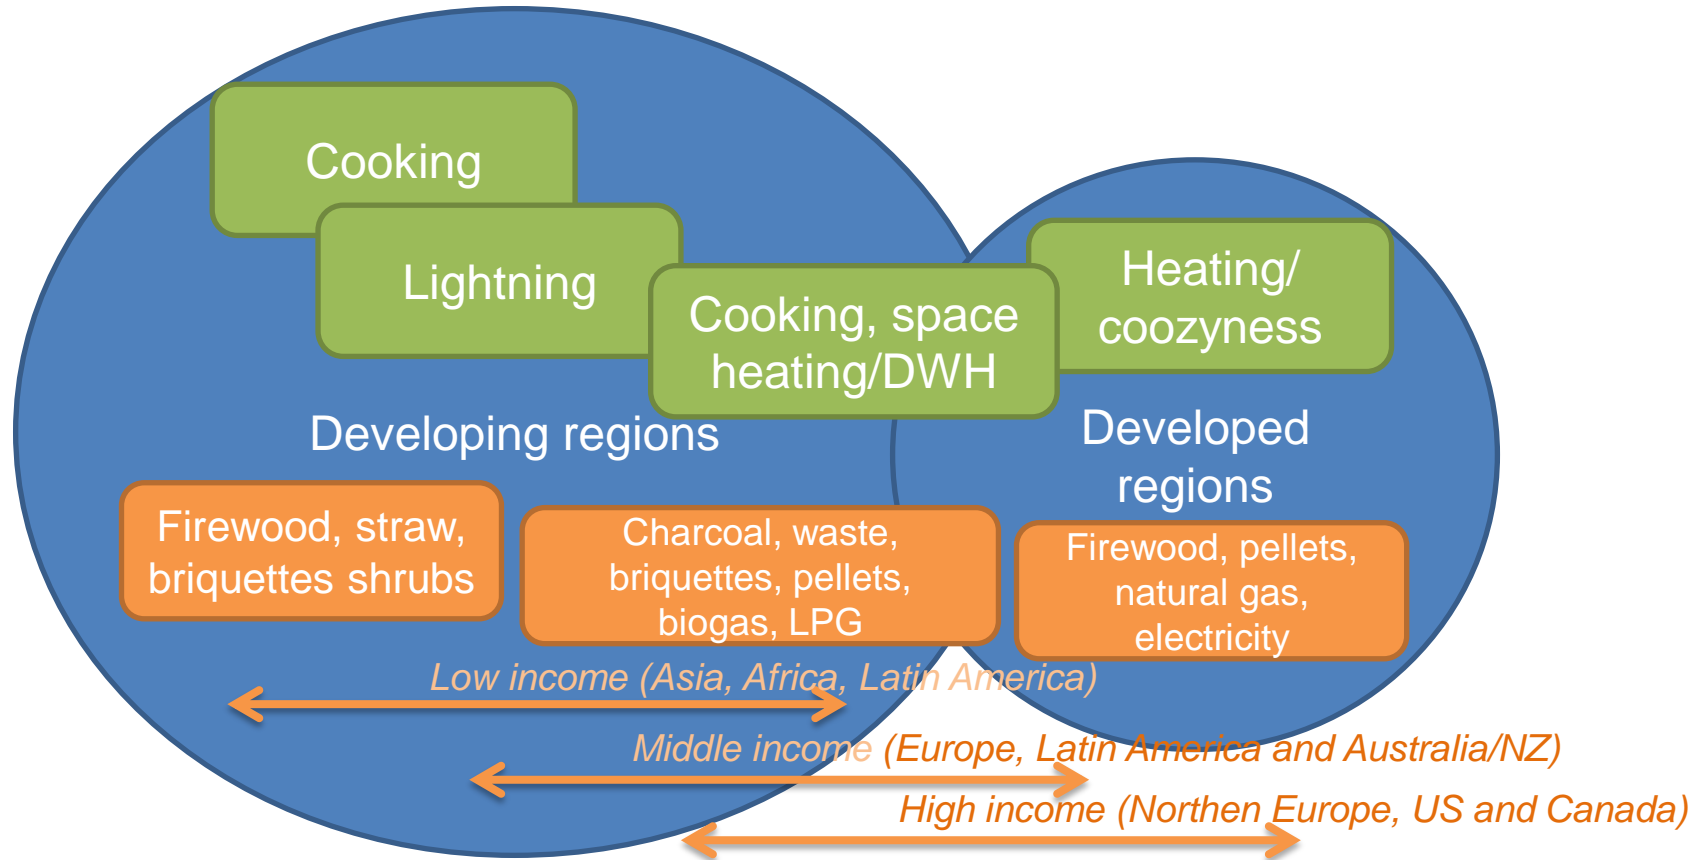 Cooking
Lightning
Cooking, space
heating/DWH
Heating/
coozyness
Developing regions
Developed
regions
Firewood, straw,
briquettes shrubs
Charcoal, waste,
briquettes, pellets,
biogas, LPG
Firewood, pellets,
natural gas,
electricity
Low income (Asia, Africa, Latin America)
Middle income (Europe, Latin America and Australia/NZ)
High income (Northen Europe, US and Canada)